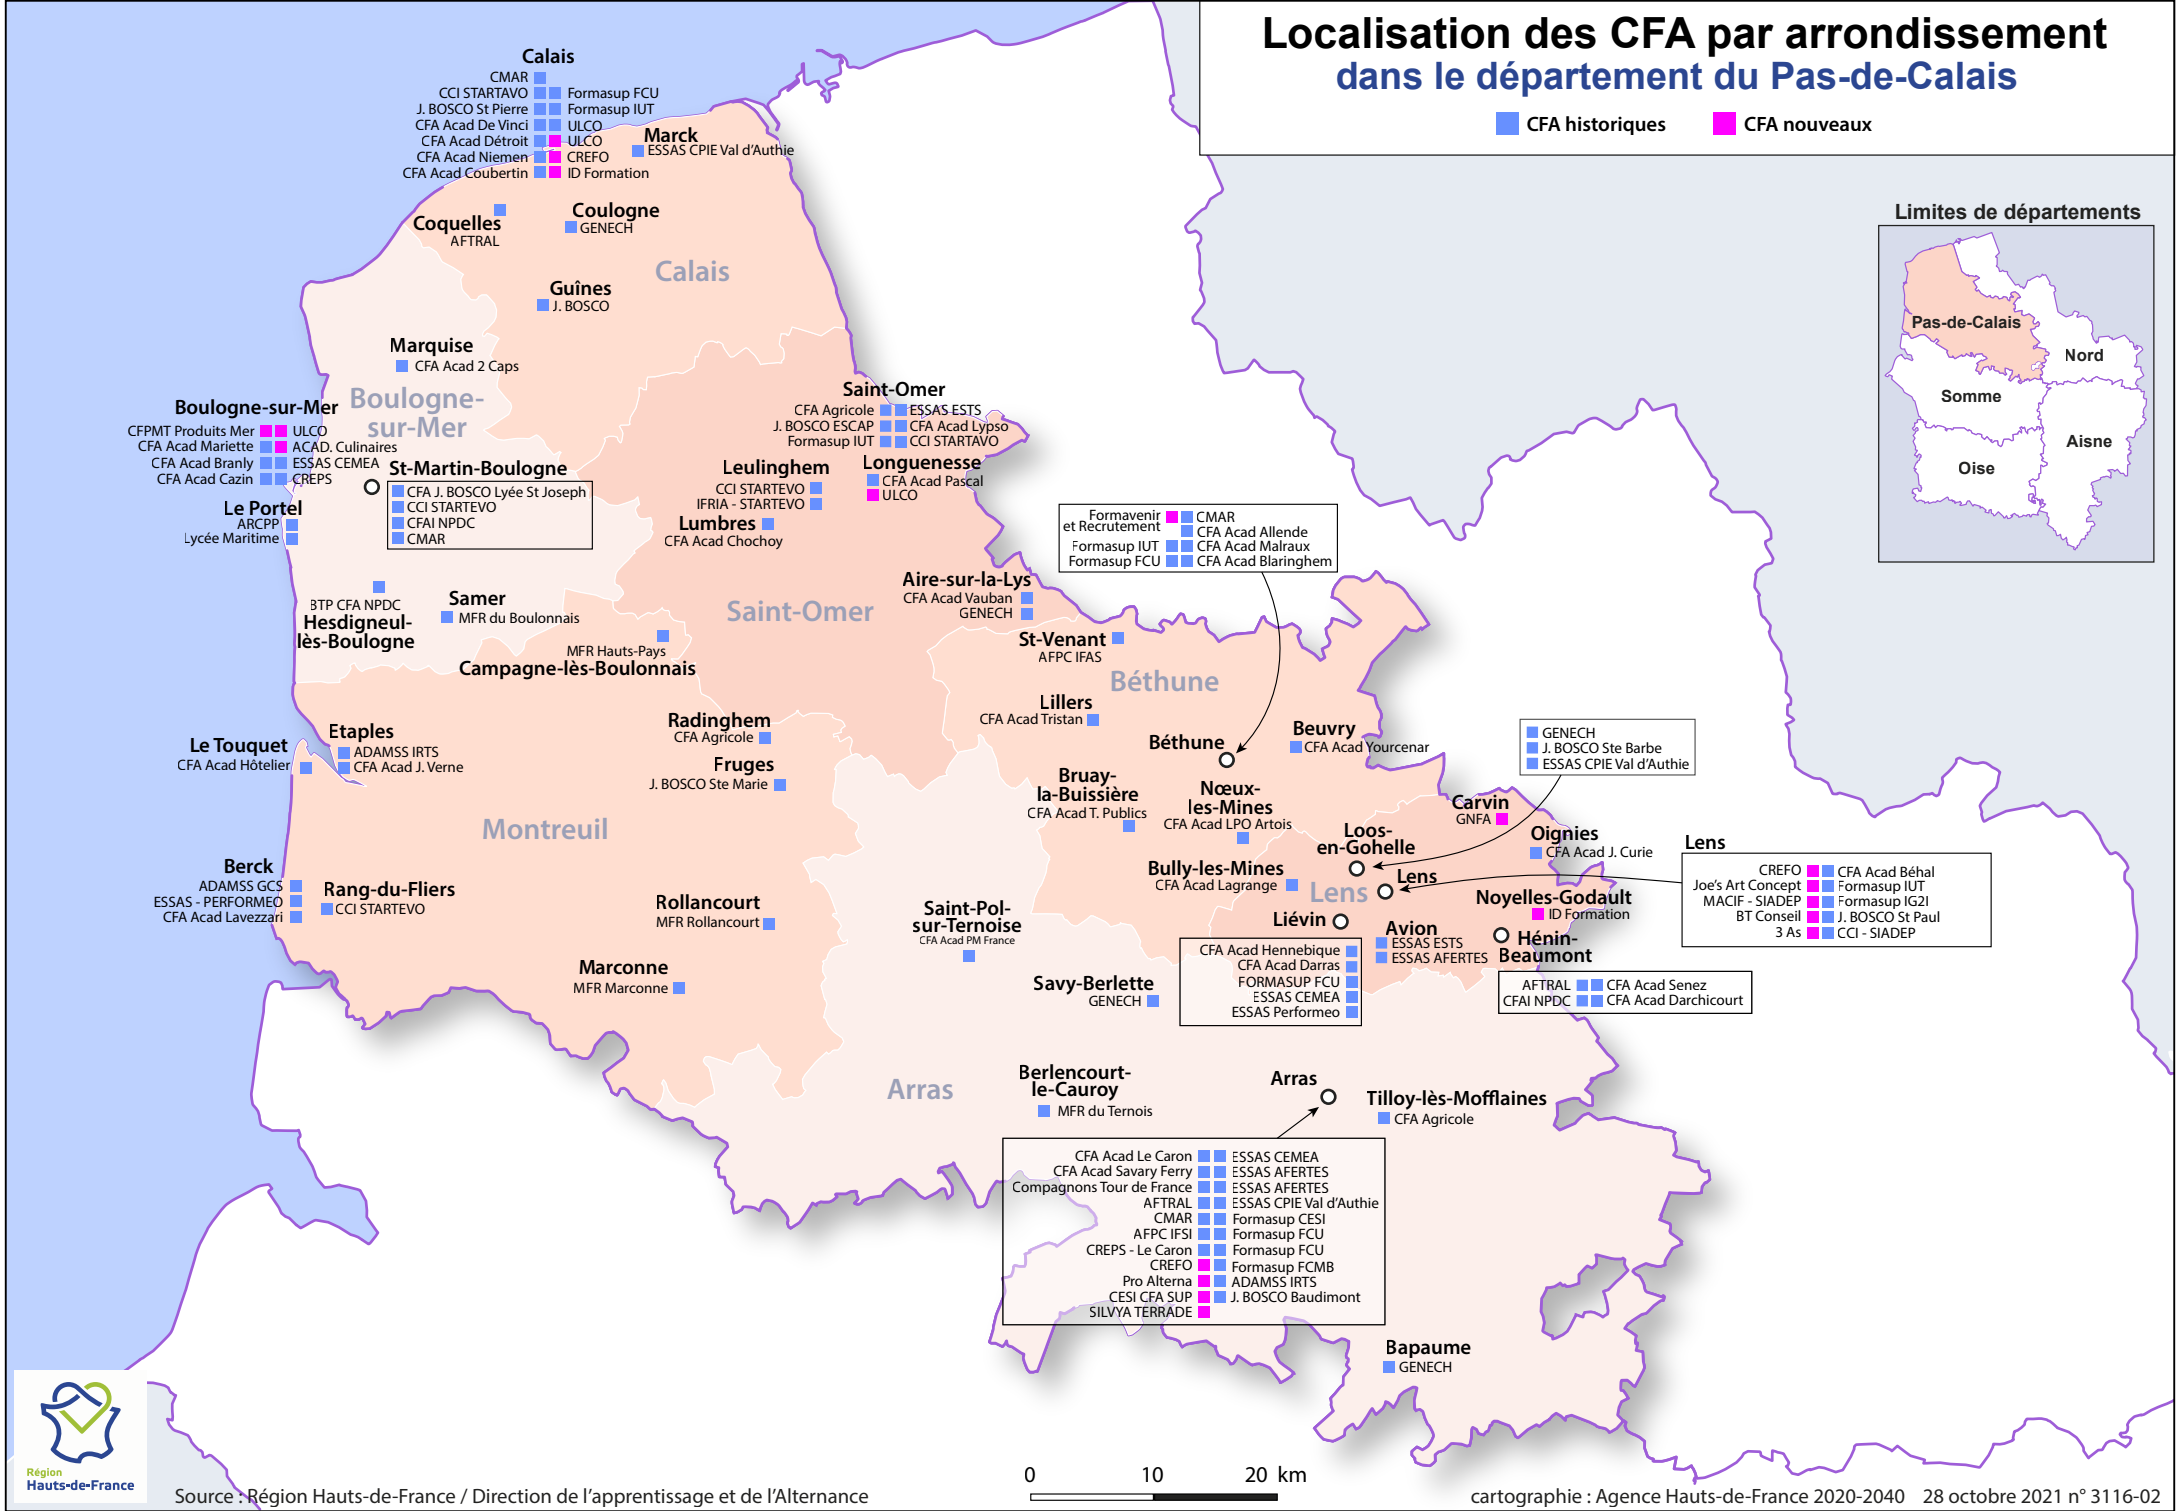 Localisation des CFA par arrondissement
dans le département du Pas-de-Calais
CFA historiques
CFA nouveaux
Limites de départements
Pas-de-Calais
Nord
Somme
Aisne
Oise
Calais
CMAR
CCI STARTAVO
Formasup FCU
J. BOSCO St Pierre
Formasup IUT
CFA Acad De Vinci
ULCO
CFA Acad Détroit
ULCO
CFA Acad Niemen
CREFO
CFA Acad Coubertin
ID Formation
Marck
ESSAS CPIE Val d'Authie
Coquelles
AFTRAL
Coulogne
GENECH
Calais
Guînes
J. BOSCO
Marquise
CFA Acad 2 Caps
Boulogne-
sur-Mer
Boulogne-sur-Mer
CFPMT Produits Mer
ULCO
CFA Acad Mariette
ACAD. Culinaires
CFA Acad Branly
ESSAS CEMEA
CFA Acad Cazin
CREPS
St-Martin-Boulogne
CFA J. BOSCO Lyée St Joseph
CCI STARTEVO
CFAI NPDC
CMAR
Le Portel
ARCPP
Lycée Maritime
BTP CFA NPDC
Hesdigneul-
lès-Boulogne
Samer
MFR du Boulonnais
Saint-Omer
CFA Agricole
ESSAS ESTS
J. BOSCO ESCAP
CFA Acad Lypso
Formasup IUT
CCI STARTAVO
Leulinghem
CCI STARTEVO
IFRIA - STARTEVO
Longuenesse
CFA Acad Pascal
ULCO
Lumbres
CFA Acad Chochoy
Aire-sur-la-Lys
CFA Acad Vauban
GENECH
Saint-Omer
MFR Hauts-Pays
Campagne-lès-Boulonnais
Formavenir
et Recrutement
CMAR
CFA Acad Allende
Formasup IUT
CFA Acad Malraux
Formasup FCU
CFA Acad Blaringhem
St-Venant
AFPC IFAS
Béthune
Lillers
CFA Acad Tristan
Béthune
Beuvry
CFA Acad Yourcenar
Bruay-
la-Buissière
CFA Acad T. Publics
Nœux-
les-Mines
CFA Acad LPO Artois
Radinghem
CFA Agricole
Fruges
J. BOSCO Ste Marie
Le Touquet
CFA Acad Hôtelier
Etaples
ADAMSS IRTS
CFA Acad J. Verne
Montreuil
Berck
ADAMSS GCS
ESSAS - PERFORMEO
CFA Acad Lavezzari
Rang-du-Fliers
CCI STARTEVO
Rollancourt
MFR Rollancourt
Marconne
MFR Marconne
GENECH
J. BOSCO Ste Barbe
ESSAS CPIE Val d'Authie
Carvin
GNFA
Oignies
CFA Acad J. Curie
Loos-
en-Gohelle
Bully-les-Mines
CFA Acad Lagrange
Lens
Lens
Lens
CREFO
CFA Acad Béhal
Joe's Art Concept
Formasup IUT
MACIF - SIADEP
Formasup IG2I
BT Conseil
J. BOSCO St Paul
3 As
CCI - SIADEP
Noyelles-Godault
ID Formation
Liévin
CFA Acad Hennebique
CFA Acad Darras
FORMASUP FCU
ESSAS CEMEA
ESSAS Performeo
Avion
ESSAS ESTS
ESSAS AFERTES
Hénin-
Beaumont
AFTRAL
CFA Acad Senez
CFAI NPDC
CFA Acad Darchicourt
Saint-Pol-
sur-Ternoise
CFA Acad PM France
Savy-Berlette
GENECH
Arras
Berlencourt-
le-Cauroy
MFR du Ternois
Arras
Tilloy-lès-Mofflaines
CFA Agricole
CFA Acad Le Caron
ESSAS CEMEA
CFA Acad Savary Ferry
ESSAS AFERTES
Compagnons Tour de France
ESSAS AFERTES
AFTRAL
ESSAS CPIE Val d'Authie
CMAR
Formasup CESI
AFPC IFSI
Formasup FCU
CREPS - Le Caron
Formasup FCU
CREFO
Formasup FCMB
Pro Alterna
ADAMSS IRTS
CESI CFA SUP
J. BOSCO Baudimont
SILVYA TERRADE
Bapaume
GENECH
Région
Hauts-de-France
0 10 20 km
Source : Région Hauts-de-France / Direction de l'apprentissage et de l'Alternance
cartographie : Agence Hauts-de-France 2020-2040 28 octobre 2021 n° 3116-02